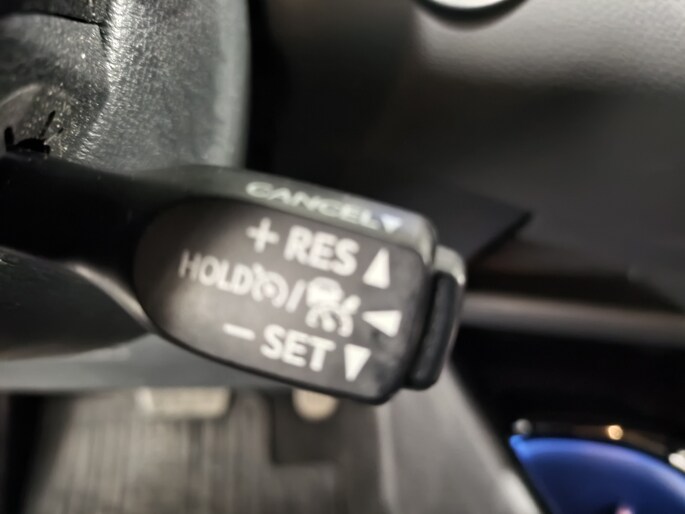 CANCEL
+ RES
HOLD /
− SET